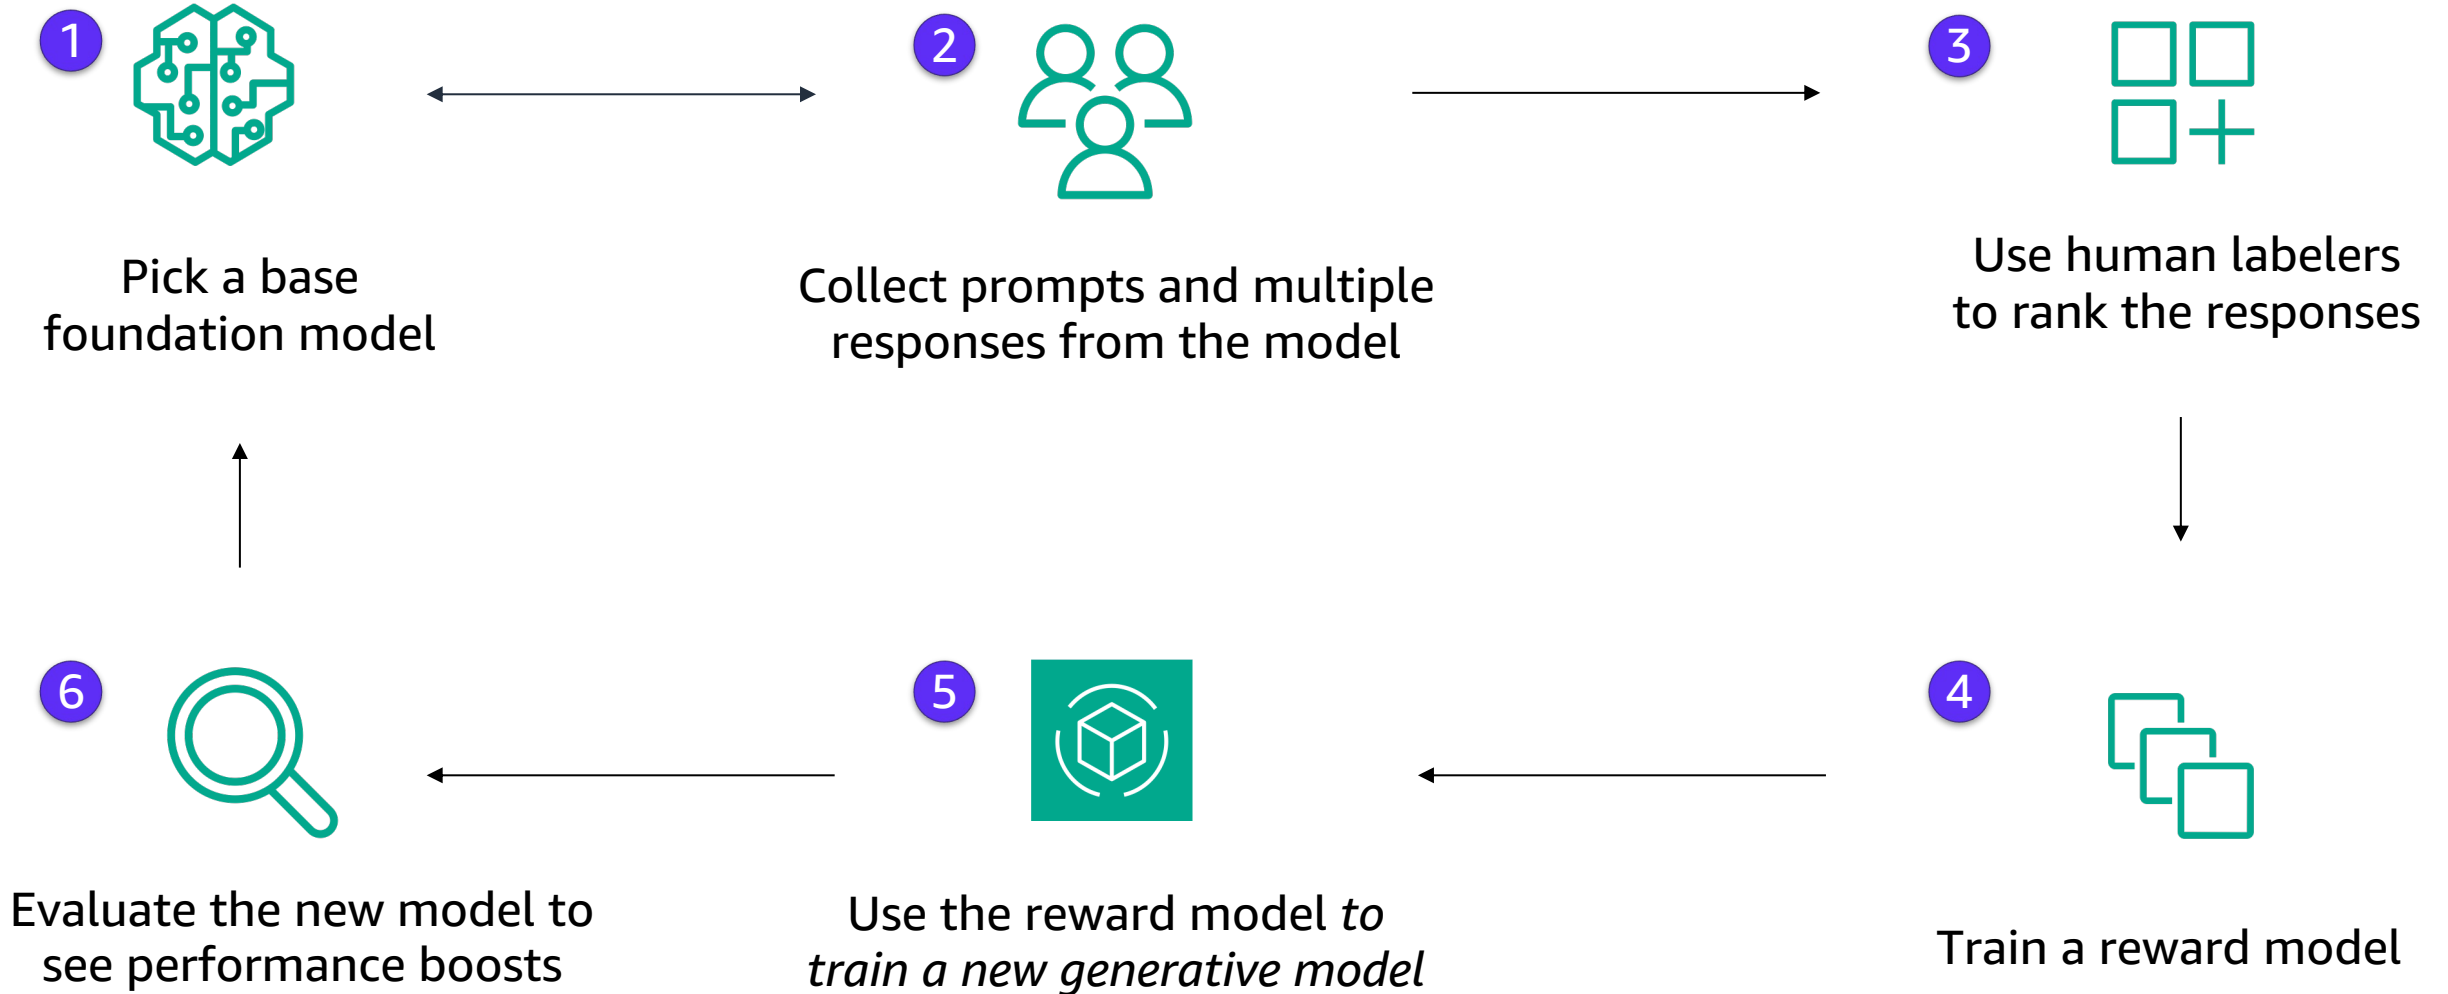 1
Pick a base
foundation model
2
Collect prompts and multiple
responses from the model
3
Use human labelers
to rank the responses
4
Train a reward model
5
Use the reward model to
train a new generative model
6
Evaluate the new model to
see performance boosts